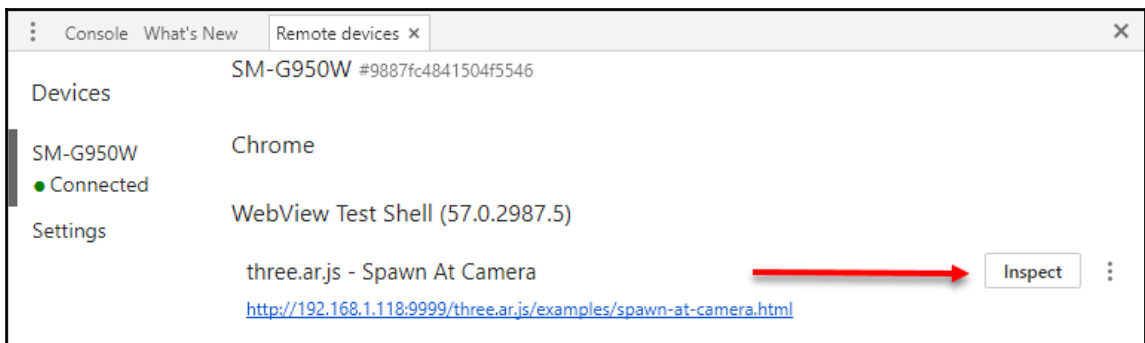 Console What's New Remote devices ×
Devices
SM-G950W #9887fc4841504f5546
SM-G950W
Connected
Settings
Chrome
WebView Test Shell (57.0.2987.5)
three.ar.js - Spawn At Camera Inspect
http://192.168.1.118:9999/three.ar.js/examples/spawn-at-camera.html